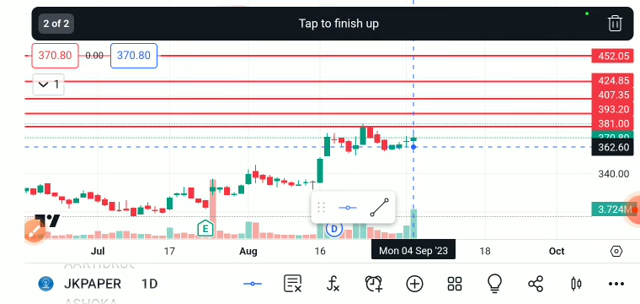 2 of 2
Tap to finish up
370.80
0.00
370.80
1
452.05
424.85
407.35
393.20
381.00
370.80
362.60
340.00
3.724M
E
D
Jul
17
Aug
16
Mon 04 Sep '23
18
Oct
JKPAPER
1D
ASHOKA